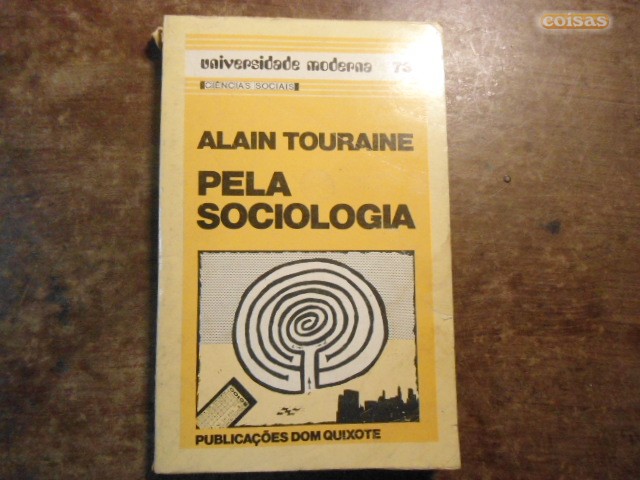 coisas
universidade moderna 73
CIÊNCIAS SOCIAIS
ALAIN TOURAINE
PELA
SOCIOLOGIA
PUBLICAÇÕES DOM QUIXOTE